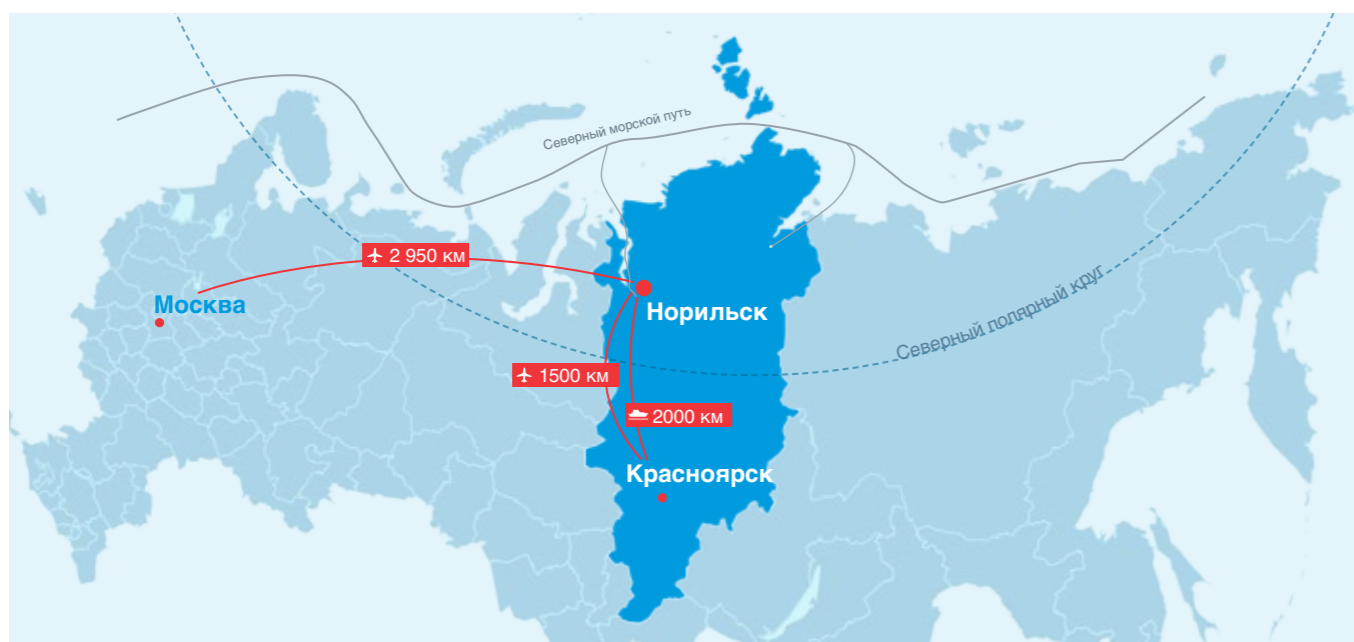 Северный морской путь
2 950 км
Москва
Норильск
Северный полярный круг
1500 км
2000 км
Красноярск